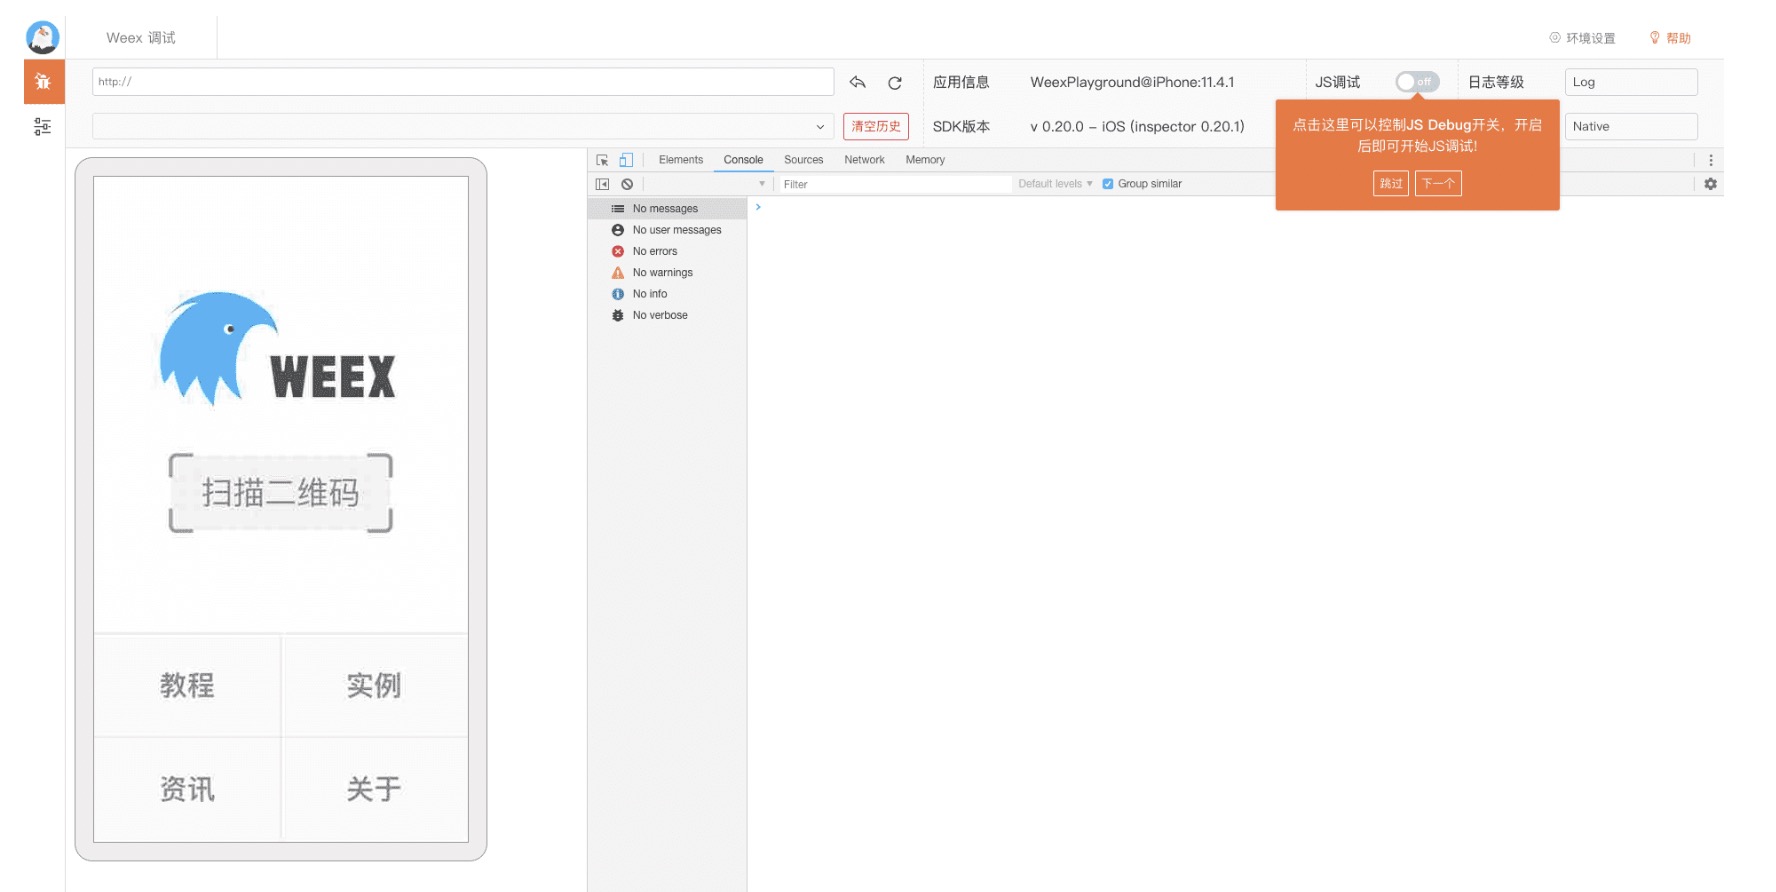 Weex 调试
环境设置
帮助
http://
应用信息
WeexPlayground@iPhone:11.4.1
JS调试
off
日志等级
Log
清空历史
SDK版本
v 0.20.0 – iOS (inspector 0.20.1)
Native
点击这里可以控制JS Debug开关，开启
后即可开始JS调试!
跳过
下一个
Elements
Console
Sources
Network
Memory
Filter
Default levels
Group similar
No messages
No user messages
No errors
No warnings
No info
No verbose
WEEX
扫描二维码
教程
实例
资讯
关于